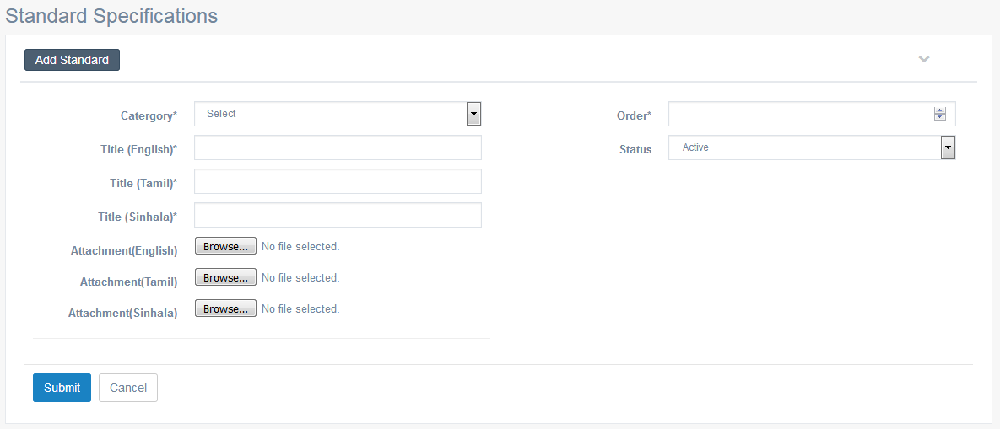 Standard Specifications
Add Standard
Catergory* Select
Order*
Title (English)*
Status Active
Title (Tamil)*
Title (Sinhala)*
Attachment(English) Browse... No file selected.
Attachment(Tamil) Browse... No file selected.
Attachment(Sinhala) Browse... No file selected.
Submit Cancel